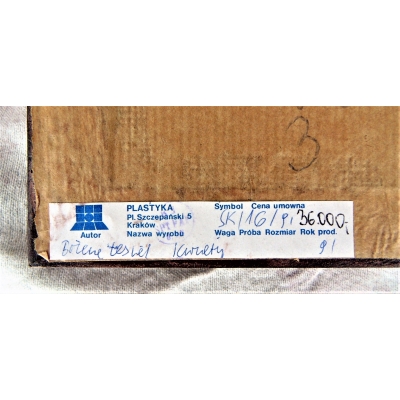 3
PLASTYKA Symbol Cena umowna
Pl. Szczepański 5 SK/16/91 36.000,-
Kraków
Autor Nazwa wyrobu Waga Próba Rozmiar Rok prod.
Kwiaty 91